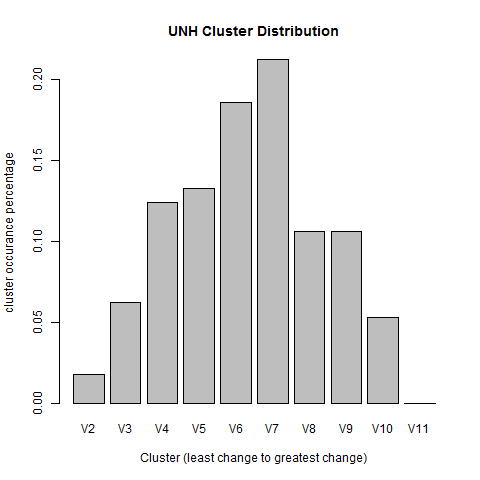 UNH Cluster Distribution
cluster occurance percentage
0.20
0.15
0.10
0.05
0.00
V2 V3 V4 V5 V6 V7 V8 V9 V10 V11
Cluster (least change to greatest change)